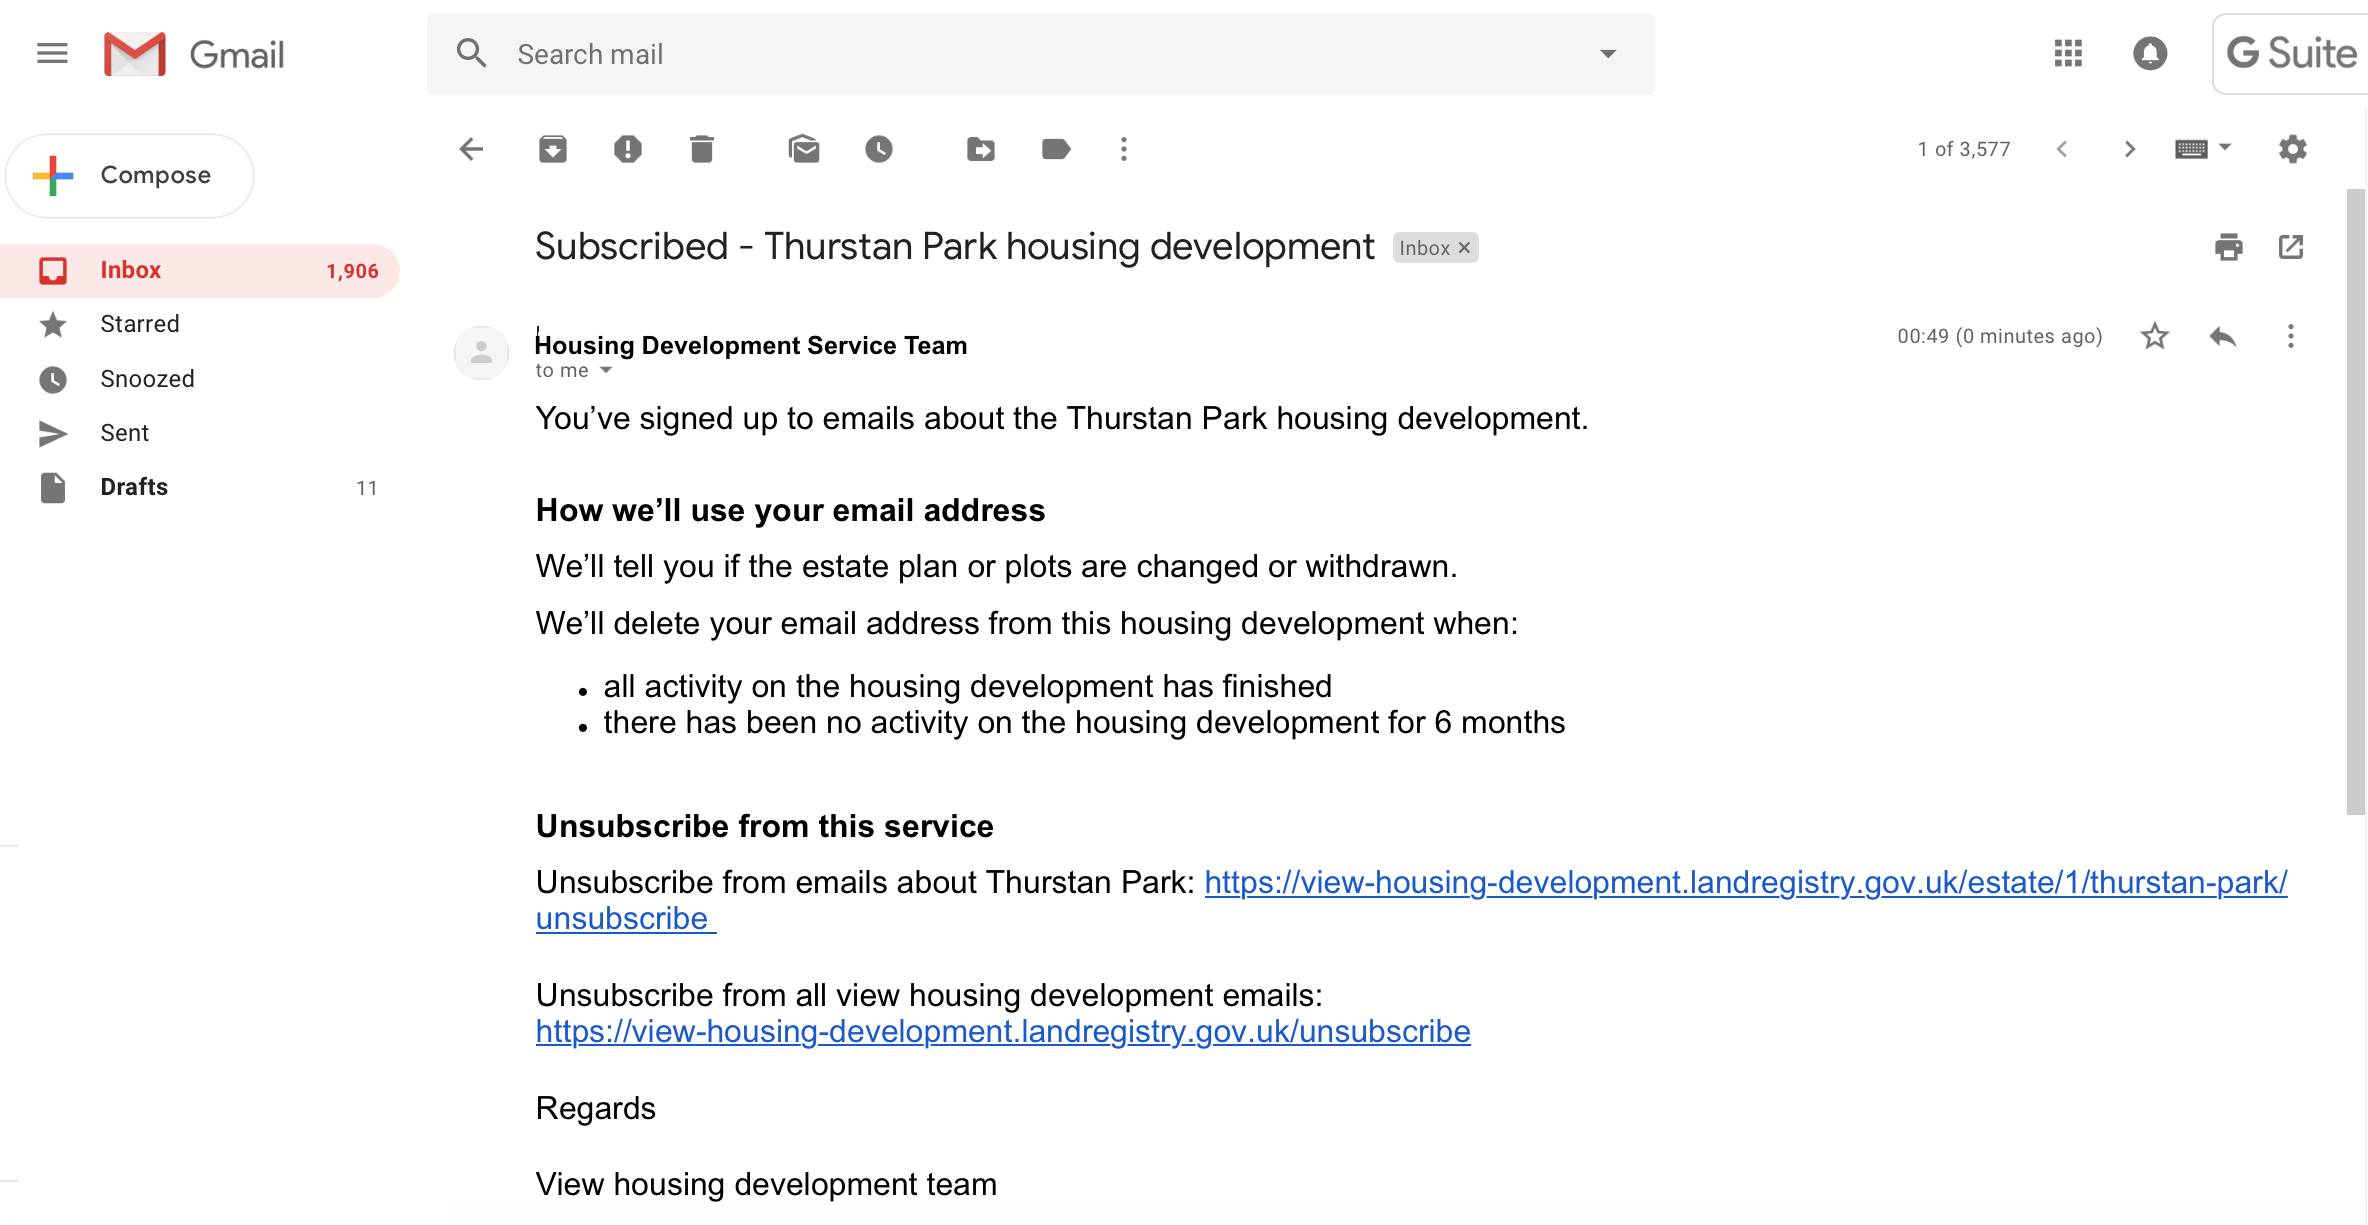 Gmail
Search mail
G Suite
Compose
1 of 3,577
Inbox 1,906
Starred
Snoozed
Sent
Drafts 11
Subscribed - Thurstan Park housing development Inbox ×
Housing Development Service Team
00:49 (0 minutes ago)
to me
You’ve signed up to emails about the Thurstan Park housing development.
How we’ll use your email address
We’ll tell you if the estate plan or plots are changed or withdrawn.
We’ll delete your email address from this housing development when:
• all activity on the housing development has finished
• there has been no activity on the housing development for 6 months
Unsubscribe from this service
Unsubscribe from emails about Thurstan Park: https://view-housing-development.landregistry.gov.uk/estate/1/thurstan-park/
unsubscribe
Unsubscribe from all view housing development emails:
https://view-housing-development.landregistry.gov.uk/unsubscribe
Regards
View housing development team